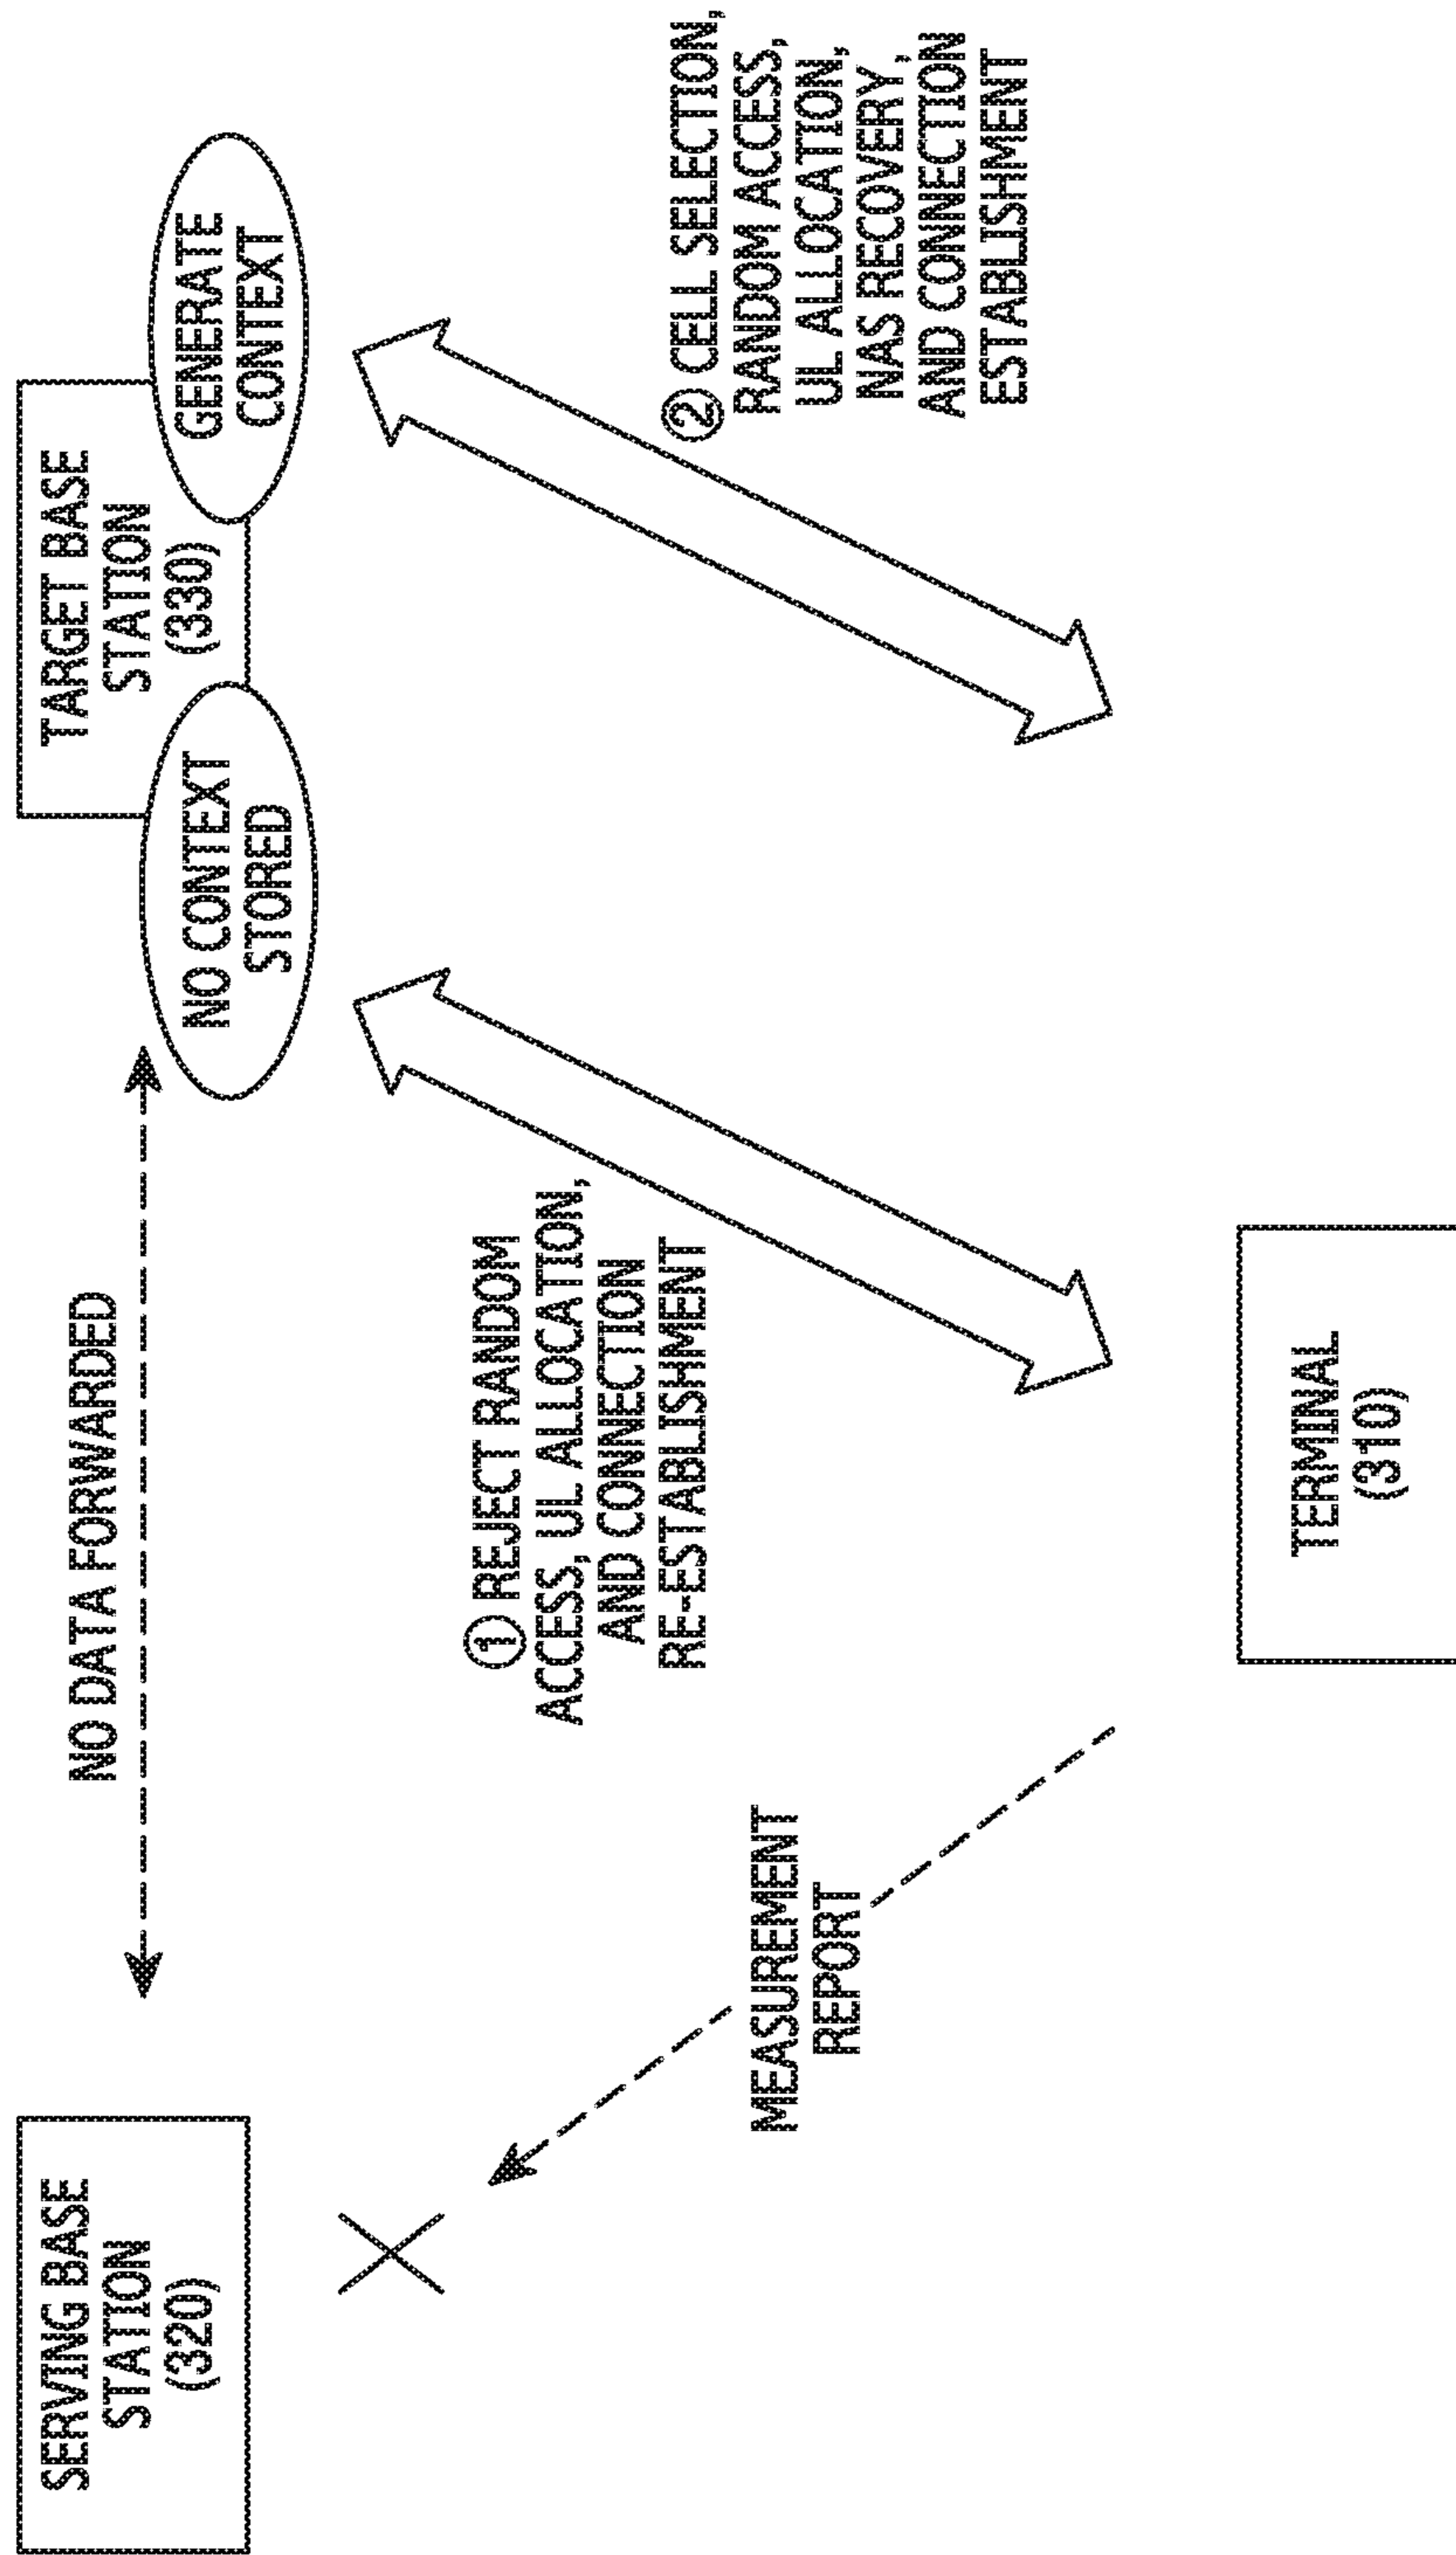 SERVING BASE
STATION
(320)
NO DATA FORWARDED
TARGET BASE
STATION
(330)
NO CONTEXT
STORED
GENERATE
CONTEXT
① REJECT RANDOM
ACCESS, UL ALLOCATION,
AND CONNECTION
RE-ESTABLISHMENT
② CELL SELECTION,
RANDOM ACCESS,
UL ALLOCATION,
NAS RECOVERY,
AND CONNECTION
ESTABLISHMENT
MEASUREMENT
REPORT
TERMINAL
(310)